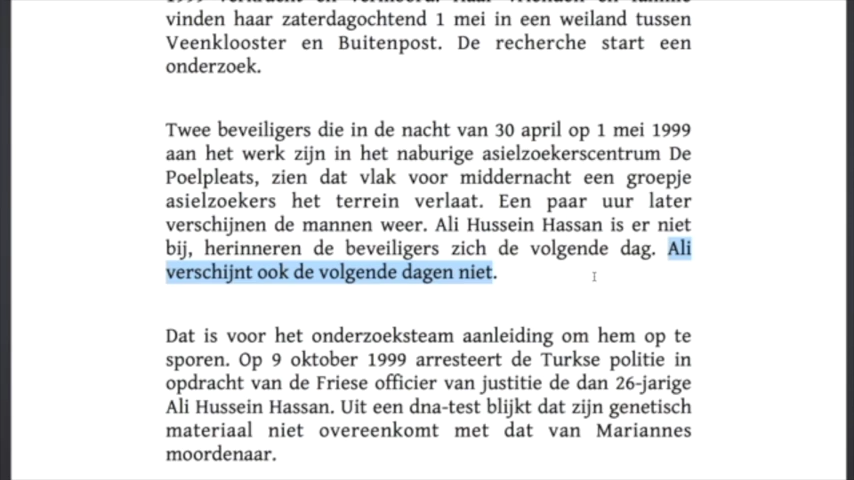 vinden haar zaterdagochtend 1 mei in een weiland tussen
Veenklooster en Buitenpost. De recherche start een
onderzoek.
Twee beveiligers die in de nacht van 30 april op 1 mei 1999
aan het werk zijn in het naburige asielzoekerscentrum De
Poelpleats, zien dat vlak voor middernacht een groepje
asielzoekers het terrein verlaat. Een paar uur later
verschijnen de mannen weer. Ali Hussein Hassan is er niet
bij, herinneren de beveiligers zich de volgende dag. Ali
verschijnt ook de volgende dagen niet.
Dat is voor het onderzoeksteam aanleiding om hem op te
sporen. Op 9 oktober 1999 arresteert de Turkse politie in
opdracht van de Friese officier van justitie de dan 26-jarige
Ali Hussein Hassan. Uit een dna-test blijkt dat zijn genetisch
materiaal niet overeenkomt met dat van Mariannes
moordenaar.